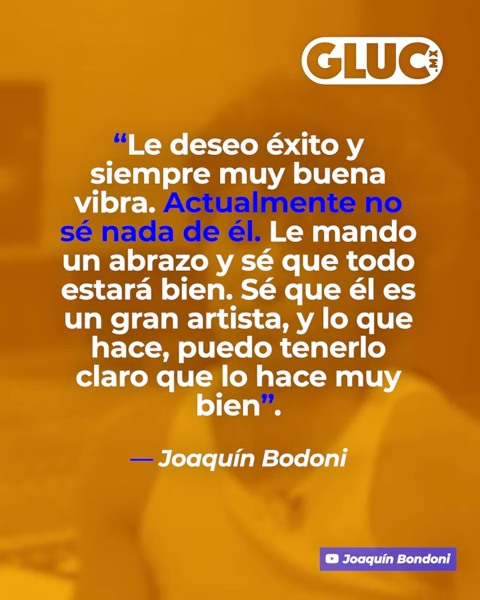 GLUC.MX
“Le deseo éxito y
siempre muy buena
vibra. Actualmente no
sé nada de él. Le mando
un abrazo y sé que todo
estará bien. Sé que él es
un gran artista, y lo que
hace, puedo tenerlo
claro que lo hace muy
bien”.
— Joaquín Bodoni
Joaquín Bondoni